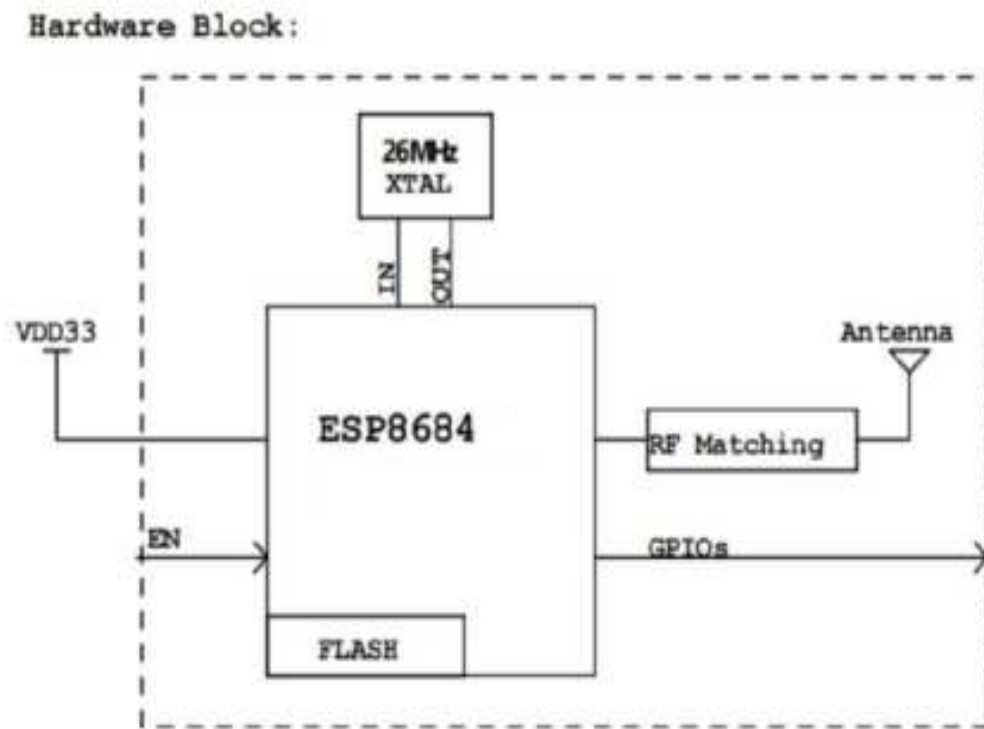 Hardware Block:
26MHz
XTAL
IN
OUT
VDD33
Antenna
ESP8684
RF Matching
EN
GPIOs
FLASH